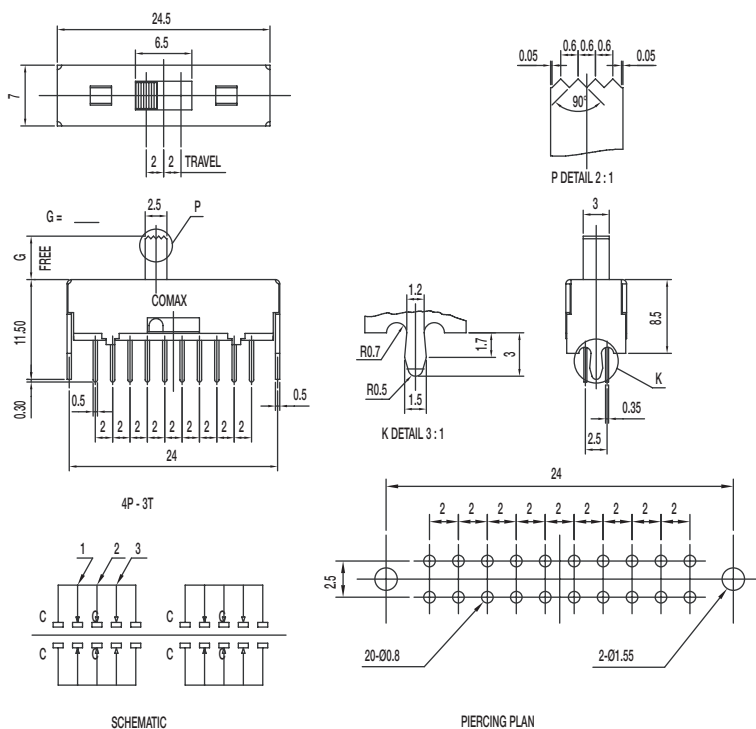 24.5
6.5
7
2 2 TRAVEL
0.05 0.6 0.6 0.6 0.05
90°
P DETAIL 2 : 1
G = ___
2.5
P
G
FREE
COMAX
11.50
0.30
0.5
0.5
2 2 2 2 2 2 2 2 2
24
1.2
R0.7
1.7
3
R0.5
1.5
K DETAIL 3 : 1
3
8.5
K
0.35
2.5
4P - 3T
1 2 3
C G G
C G G
SCHEMATIC
24
2 2 2 2 2 2 2 2 2
2.5
20-Ø0.8
2-Ø1.55
PIERCING PLAN